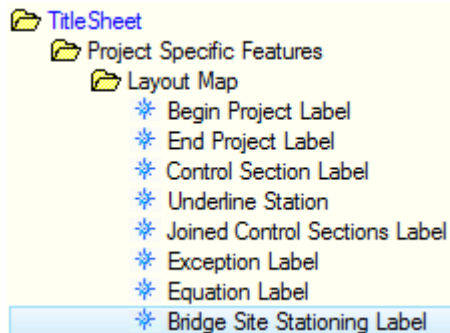 TitleSheet
Project Specific Features
Layout Map
Begin Project Label
End Project Label
Control Section Label
Underline Station
Joined Control Sections Label
Exception Label
Equation Label
Bridge Site Stationing Label